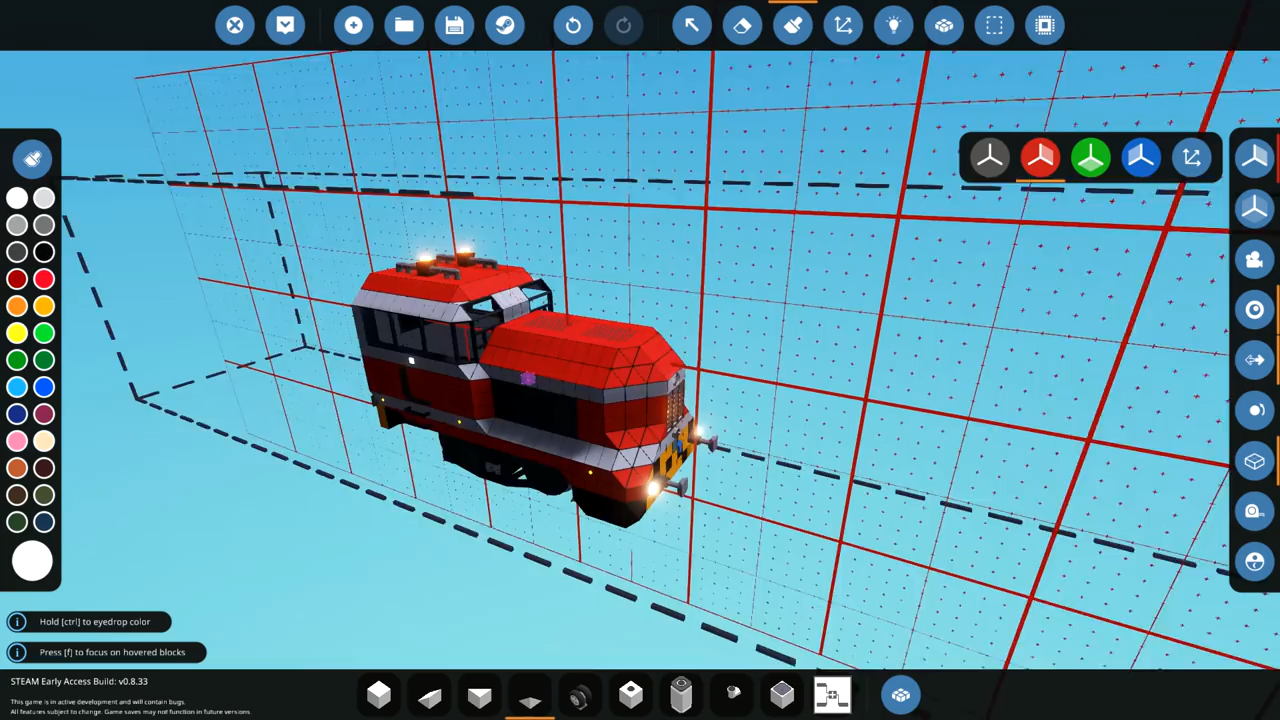 Hold [ctrl] to eyedrop color
Press [f] to focus on hovered blocks
STEAM Early Access Build: v0.8.33
This game is in active development and will contain bugs.
All features subject to change. Game saves may not function in future versions.